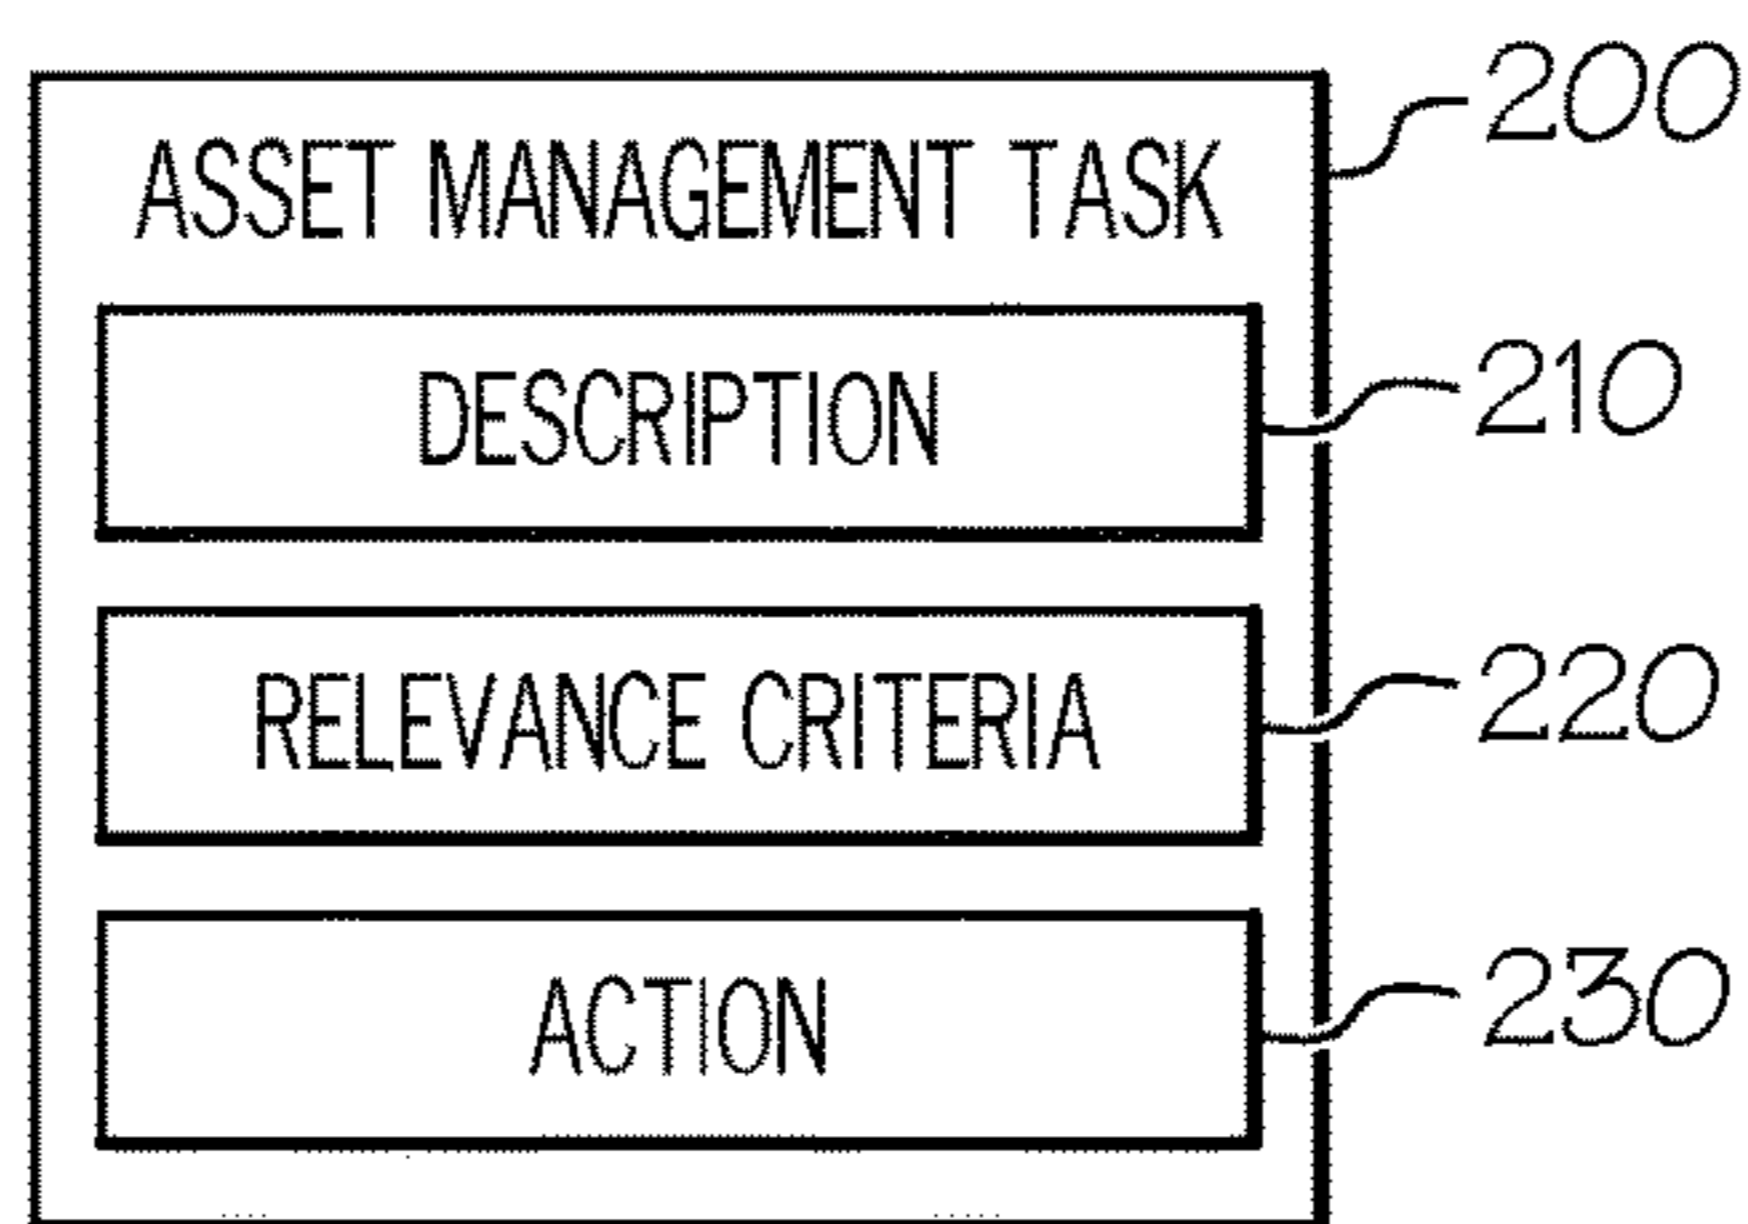 200
ASSET MANAGEMENT TASK
DESCRIPTION
210
RELEVANCE CRITERIA
220
ACTION
230